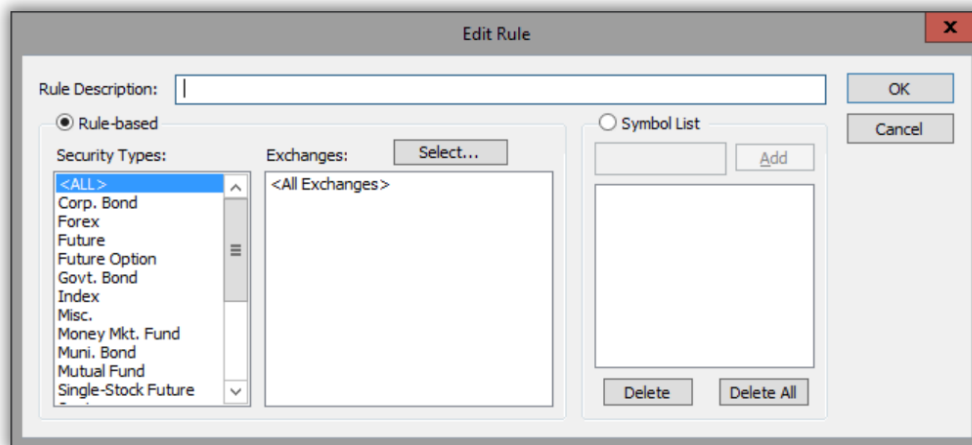 Edit Rule
x
Rule Description:
OK
Cancel
Rule-based
Security Types:
Exchanges:
Select...
<ALL>
Corp. Bond
Forex
Future
Future Option
Govt. Bond
Index
Misc.
Money Mkt. Fund
Muni. Bond
Mutual Fund
Single-Stock Future
<All Exchanges>
Symbol List
Add
Delete
Delete All